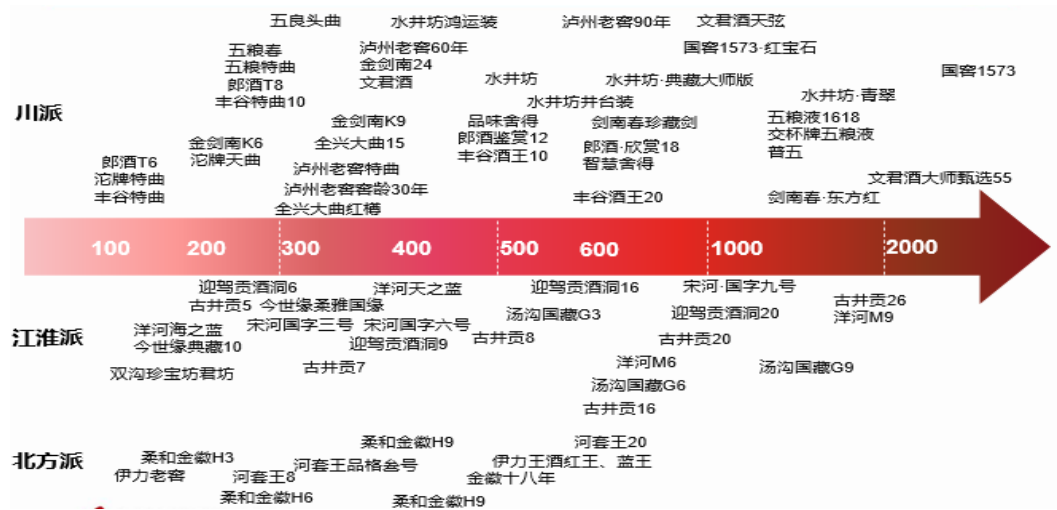 五良头曲 水井坊鸿运装 泸州老窖90年 文君酒天弦
五粮春 泸州老窖60年 国窖1573·红宝石
五粮特曲 金剑南24 国窖1573
郎酒T8 文君酒 水井坊 水井坊·典藏大师版
丰谷特曲10 水井坊井台装 水井坊·青翠
川派
金剑南K9 品味舍得 剑南春珍藏剑 五粮液1618
金剑南K6 全兴大曲15 郎酒鉴赏12 郎酒·欣赏18 交杯牌五粮液
沱牌天曲 丰谷酒王10 智慧舍得 普五
郎酒T6 泸州老窖特曲
沱牌特曲 泸州老窖窖龄30年 文君酒大师甄选55
丰谷特曲 丰谷酒王20 剑南春·东方红
全兴大曲红樽
100 200 300 400 500 600 1000 2000
迎驾贡酒洞6 洋河天之蓝 迎驾贡酒洞16 宋河·国字九号
古井贡5 今世缘柔雅国缘 汤沟国藏G3 迎驾贡酒洞20 古井贡26
洋河海之蓝 宋河国字三号 宋河国字六号 洋河M9
江淮派
今世缘典藏10 迎驾贡酒洞9 古井贡8 古井贡20
双沟珍宝坊君坊 古井贡7 洋河M6 汤沟国藏G9
汤沟国藏G6
古井贡16
柔和金徽H9 河套王20
北方派
柔和金徽H3 河套王品格叁号 伊力王酒红王、蓝王
伊力老窖 河套王8 金徽十八年
柔和金徽H6 柔和金徽H9